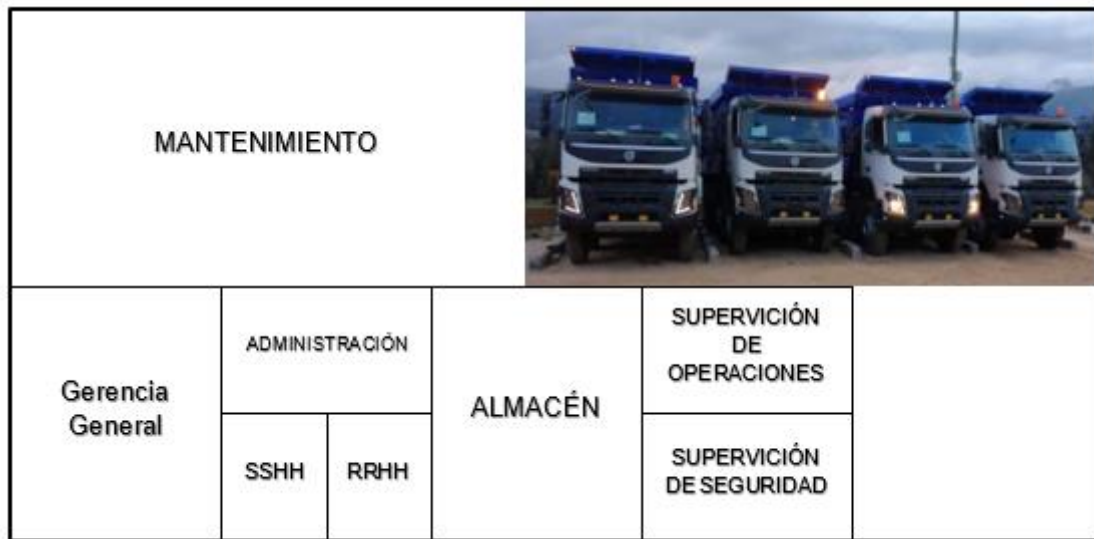 MANTENIMIENTO
Gerencia
General
ADMINISTRACIÓN
SSHH
RRHH
ALMACÉN
SUPERVICIÓN
DE
OPERACIONES
SUPERVICIÓN
DE SEGURIDAD